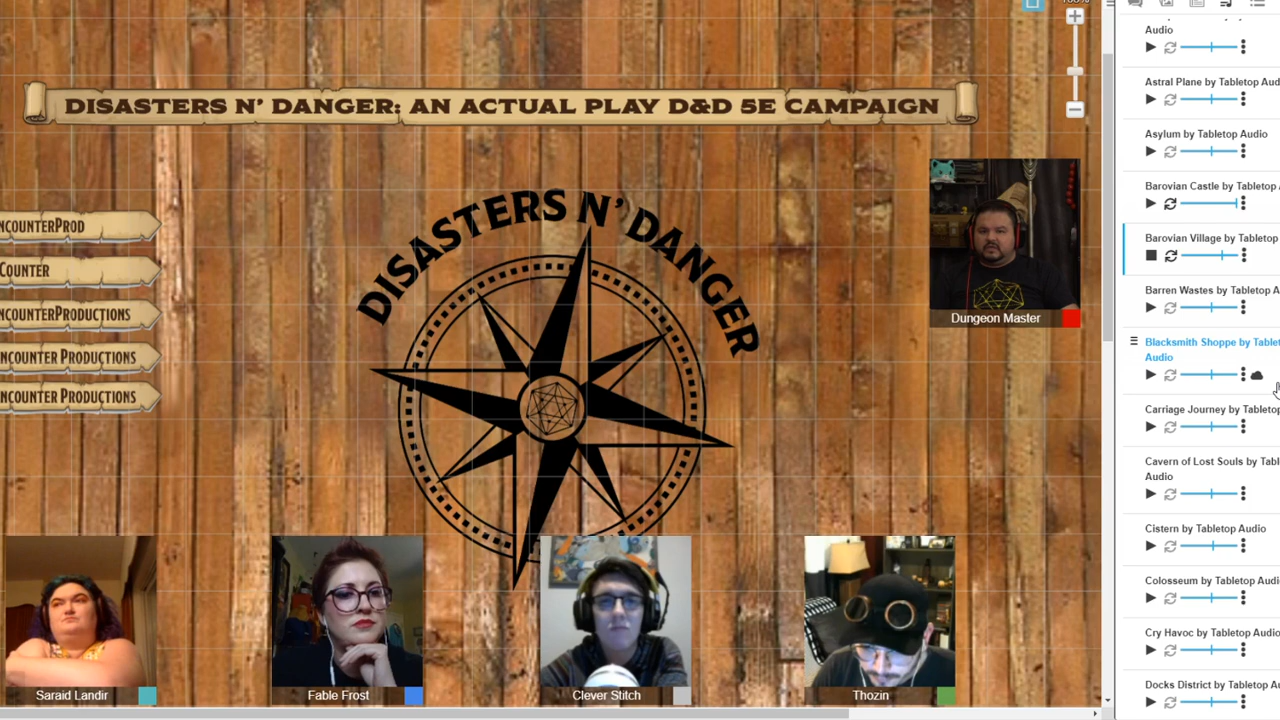 Audio
DISASTERS N' DANGER: AN ACTUAL PLAY D&D 5E CAMPAIGN
NCOUNTERPROD
COUNTER
NCOUNTERPRODUCTIONS
NCOUNTER PRODUCTIONS
NCOUNTER PRODUCTIONS
DISASTERS N' DANGER
Dungeon Master
Saraid Landir
Fable Frost
Clever Stitch
Thozin
Astral Plane by Tabletop Aud
Asylum by Tabletop Audio
Barovian Castle by Tabletop
Barovian Village by Tabletop
Barren Wastes by Tabletop A
Blacksmith Shoppe by Tablet
Audio
Carriage Journey by Tabletop
Cavern of Lost Souls by Tabl
Audio
Cistern by Tabletop Audio
Colosseum by Tabletop Audi
Cry Havoc by Tabletop Audio
Docks District by Tabletop A